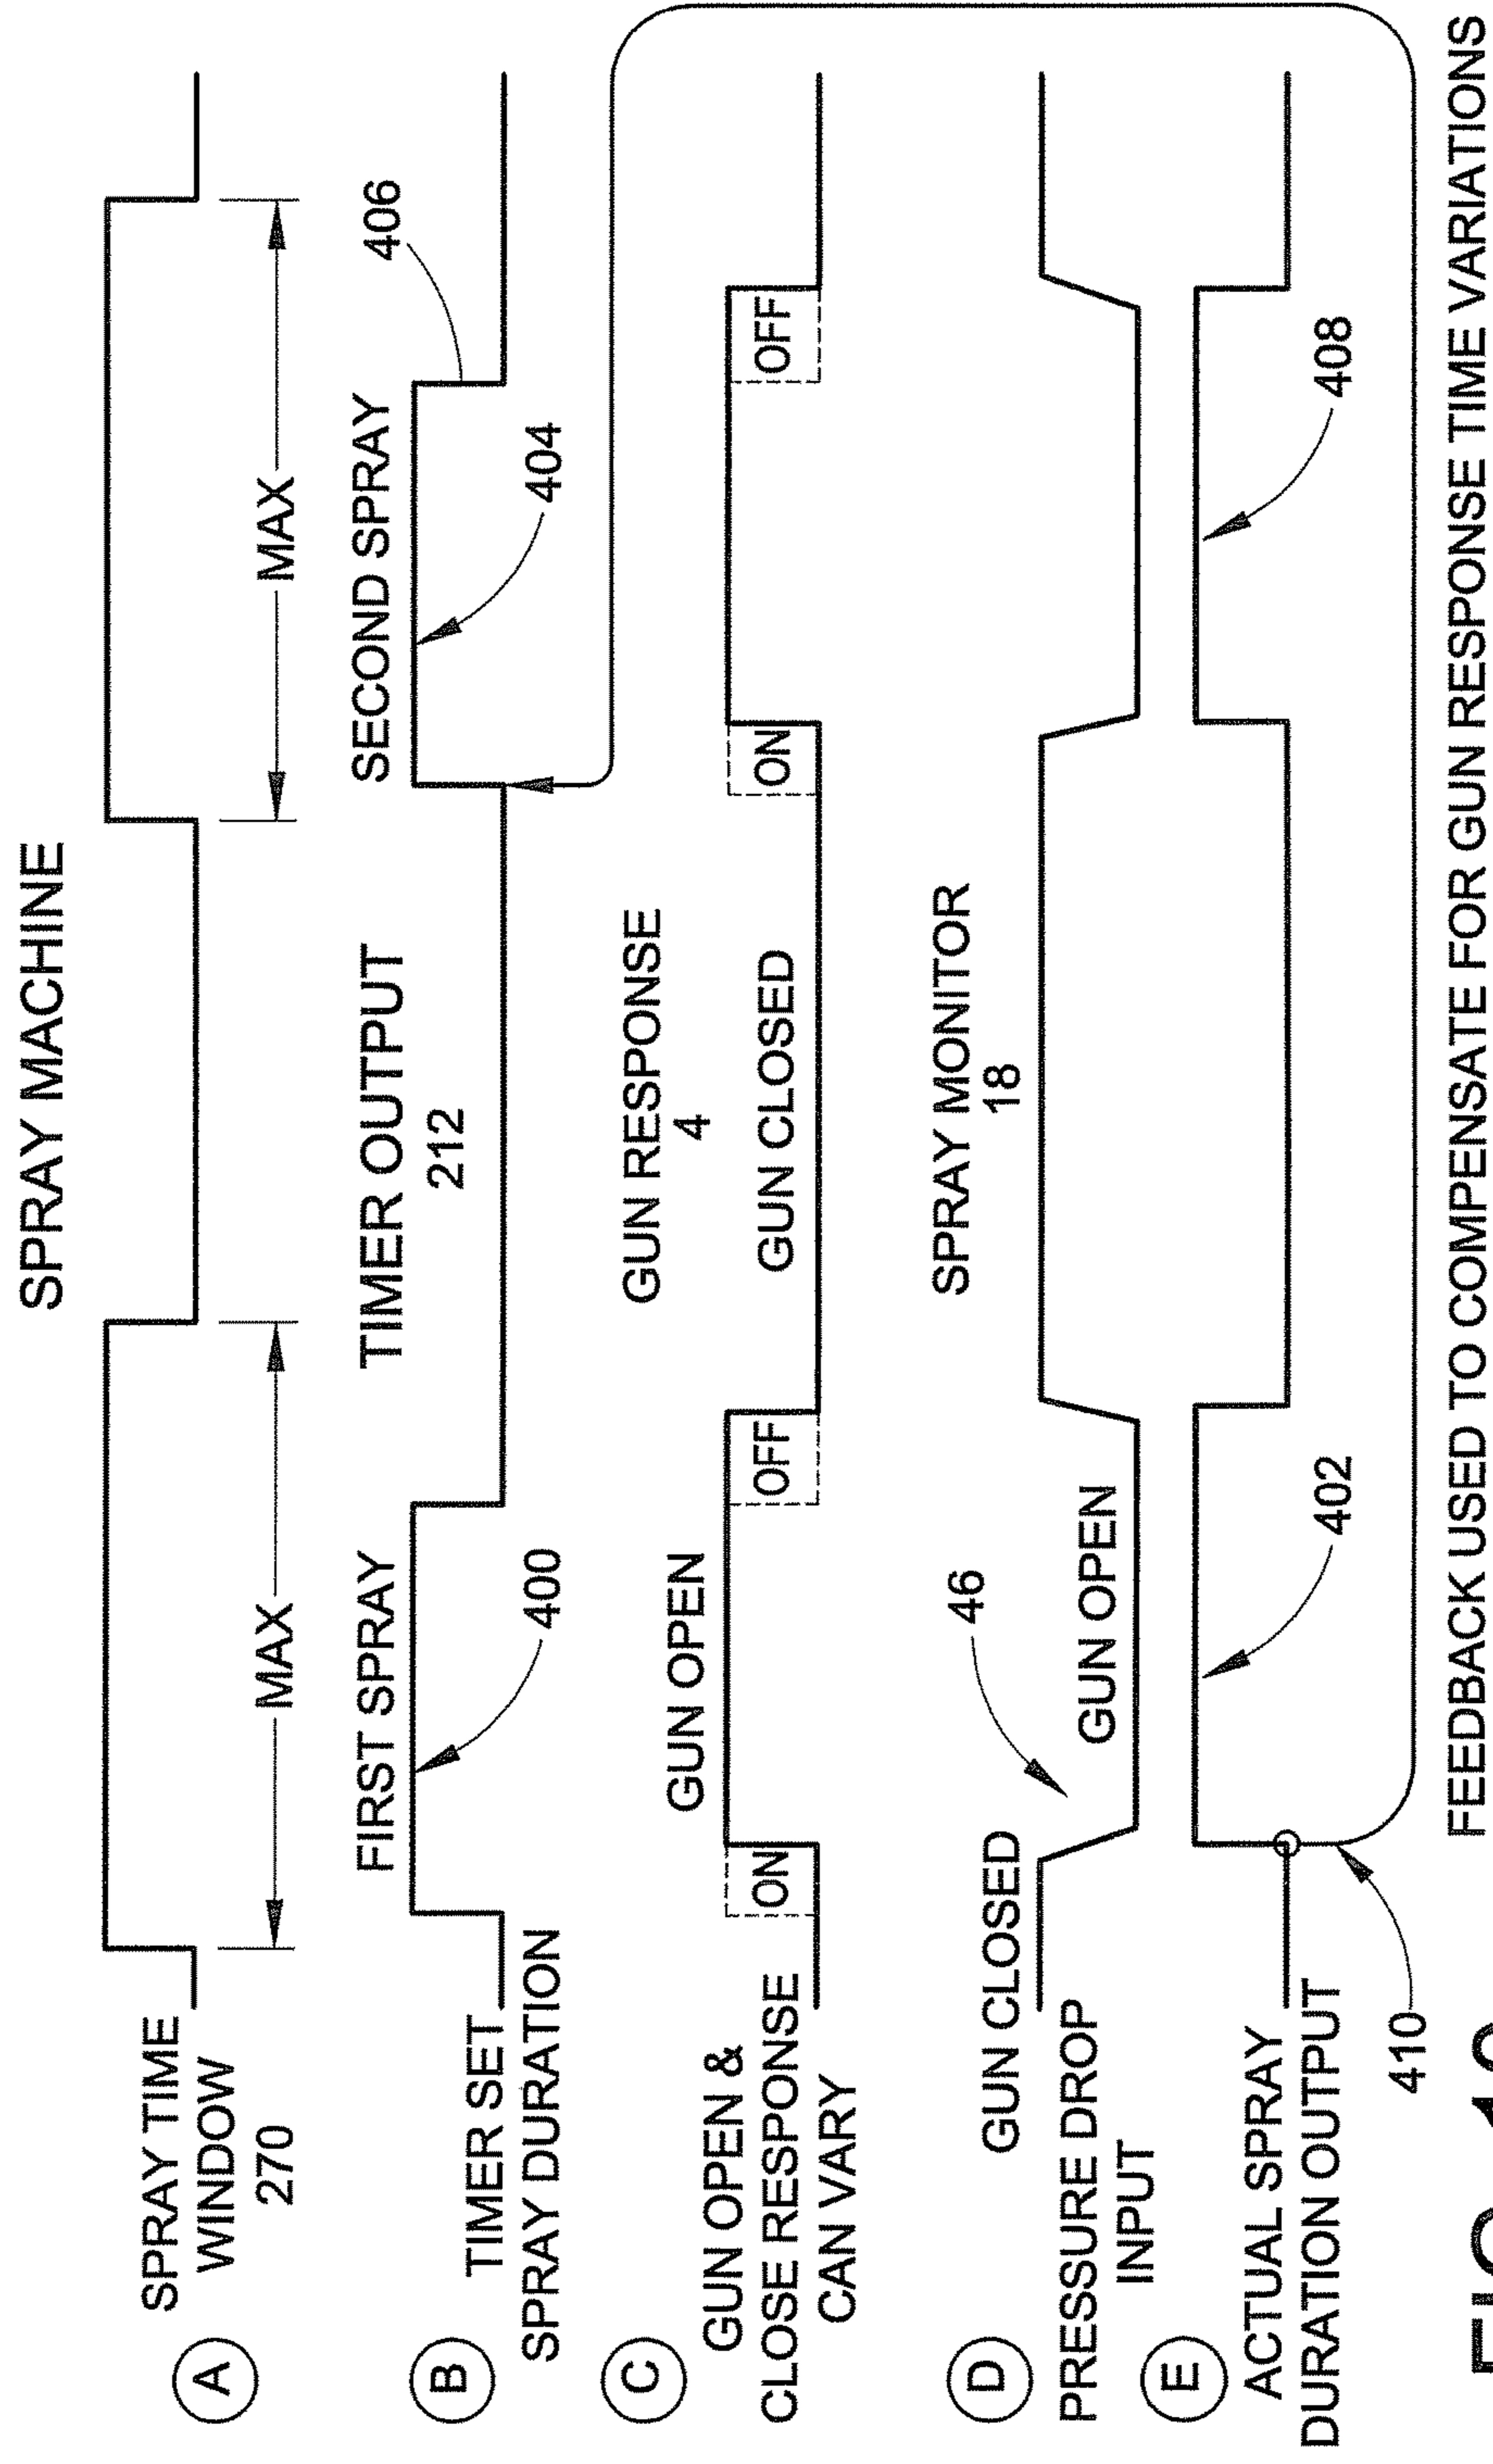 SPRAY MACHINE
A
SPRAY TIME
WINDOW
270
MAX
MAX
B
TIMER SET
SPRAY DURATION
FIRST SPRAY
400
TIMER OUTPUT
212
SECOND SPRAY
404
406
C
GUN OPEN &
CLOSE RESPONSE
CAN VARY
ON
GUN OPEN
OFF
GUN RESPONSE
4
GUN CLOSED
ON
OFF
D
PRESSURE DROP
INPUT
GUN CLOSED
46
GUN OPEN
SPRAY MONITOR
18
E
ACTUAL SPRAY
DURATION OUTPUT
410
402
408
FEEDBACK USED TO COMPENSATE FOR GUN RESPONSE TIME VARIATIONS